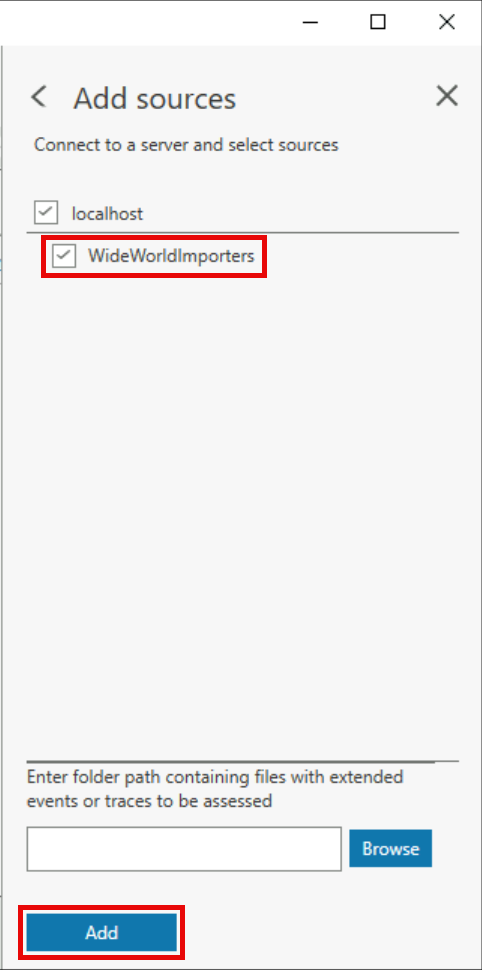 Add sources
Connect to a server and select sources
localhost
WideWorldImporters
Enter folder path containing files with extended
events or traces to be assessed
Browse
Add